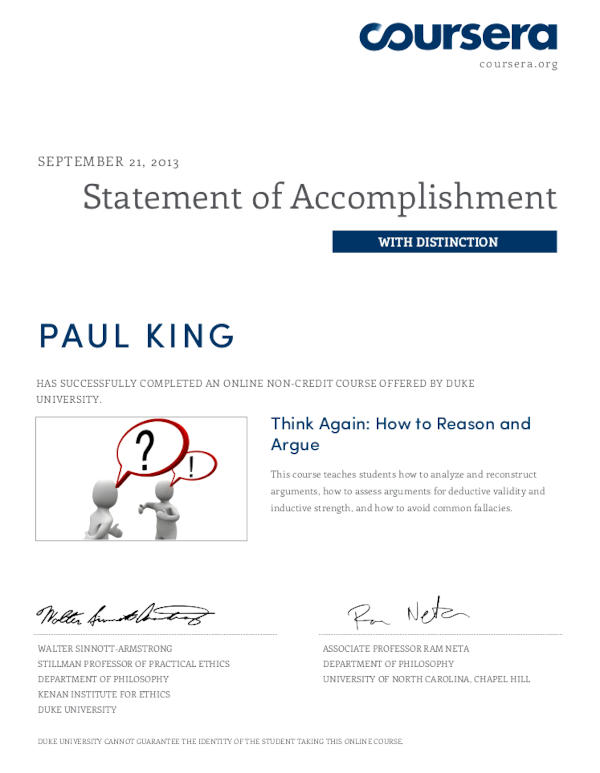 coursera
coursera.org
SEPTEMBER 21, 2013
Statement of Accomplishment
WITH DISTINCTION
PAUL KING
HAS SUCCESSFULLY COMPLETED AN ONLINE NON-CREDIT COURSE OFFERED BY DUKE
UNIVERSITY.
? !
Think Again: How to Reason and
Argue
This course teaches students how to analyze and reconstruct
arguments, how to assess arguments for deductive validity and
inductive strength, and how to avoid common fallacies.
Walter Sinnott-Armstrong
Ram Neta
WALTER SINNOTT-ARMSTRONG
STILLMAN PROFESSOR OF PRACTICAL ETHICS
DEPARTMENT OF PHILOSOPHY
KENAN INSTITUTE FOR ETHICS
DUKE UNIVERSITY
ASSOCIATE PROFESSOR RAM NETA
DEPARTMENT OF PHILOSOPHY
UNIVERSITY OF NORTH CAROLINA, CHAPEL HILL
DUKE UNIVERSITY CANNOT GUARANTEE THE IDENTITY OF THE STUDENT TAKING THIS ONLINE COURSE.